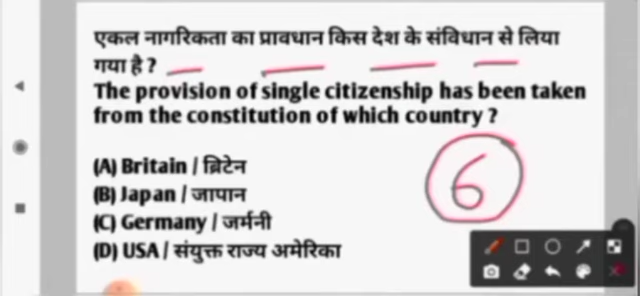 एकल नागरिकता का प्रावधान किस देश के संविधान से लिया
गया है ?
The provision of single citizenship has been taken
from the constitution of which country ?
(A) Britain / ब्रिटेन
(B) Japan / जापान
(C) Germany / जर्मनी
(D) USA / संयुक्त राज्य अमेरिका
6